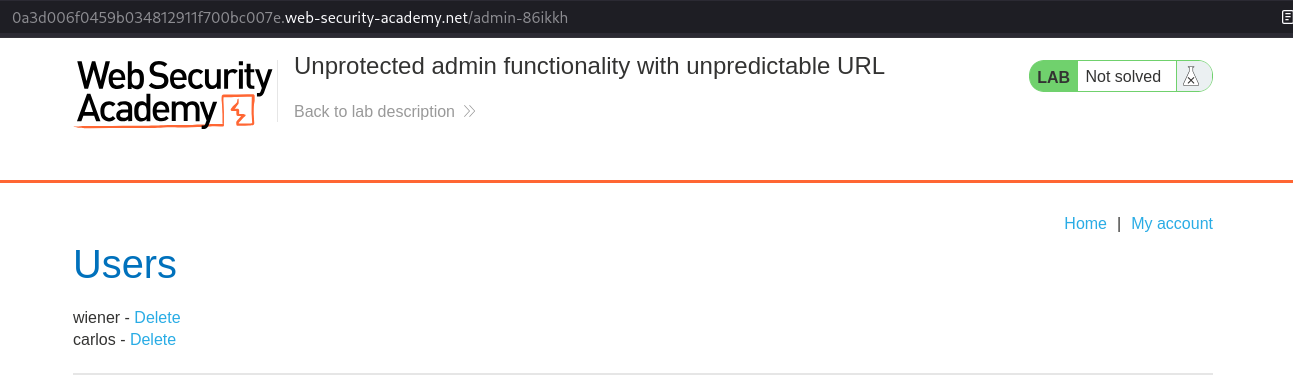 0a3d006f0459b034812911f700bc007e.web-security-academy.net/admin-86ikkh
Web Security
Academy
Unprotected admin functionality with unpredictable URL
Back to lab description
LAB Not solved
Home | My account
Users
wiener - Delete
carlos - Delete